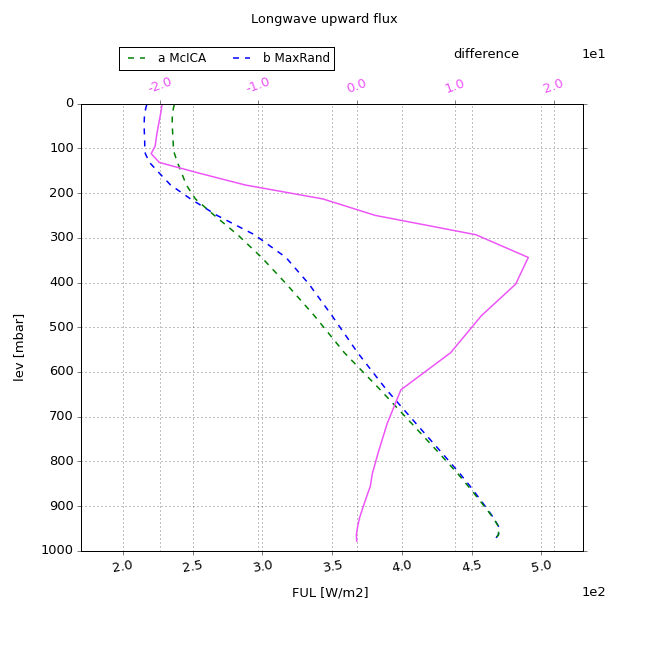 Longwave upward flux
difference 1e1
a McICA b MaxRand
-2.0 -1.0 0.0 1.0 2.0
0
100
200
300
400
500
600
700
800
900
1000
lev [mbar]
2.0 2.5 3.0 3.5 4.0 4.5 5.0
FUL [W/m2] 1e2